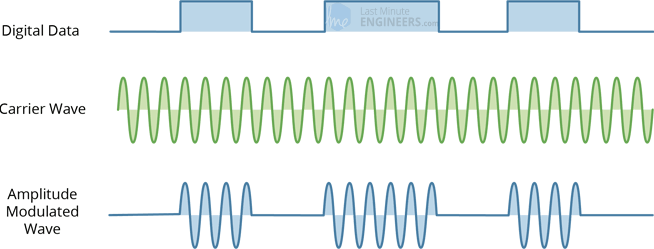 Digital Data
Last Minute
ENGINEERS.com
Carrier Wave
Amplitude
Modulated
Wave